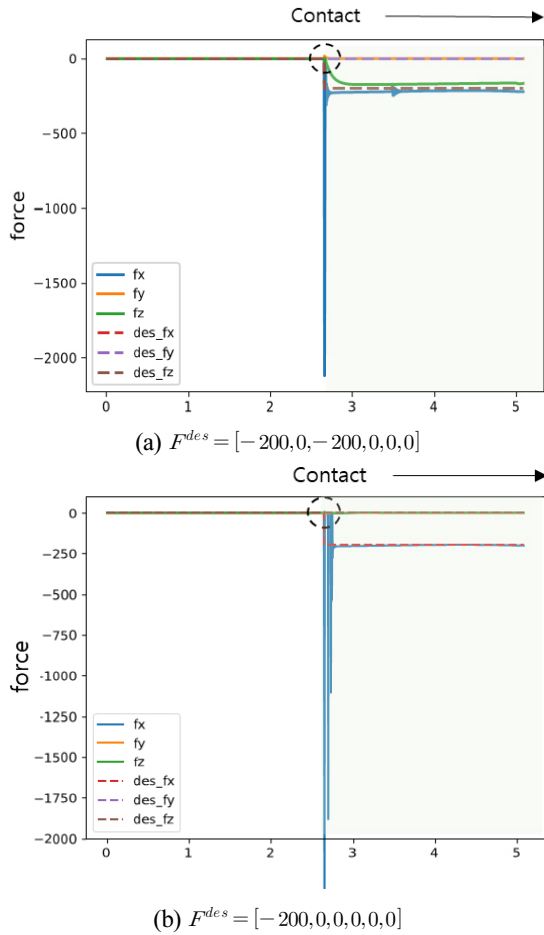 Contact
0
−500
−1000
−1500
−2000
force
fx
fy
fz
des_fx
des_fy
des_fz
0 1 2 3 4 5
(a) F^des = [−200,0,−200,0,0,0]
Contact
0
−250
−500
−750
-1000
-1250
-1500
-1750
−2000
force
fx
fy
fz
des_fx
des_fy
des_fz
0 1 2 3 4 5
(b) F^des = [−200,0,0,0,0,0]